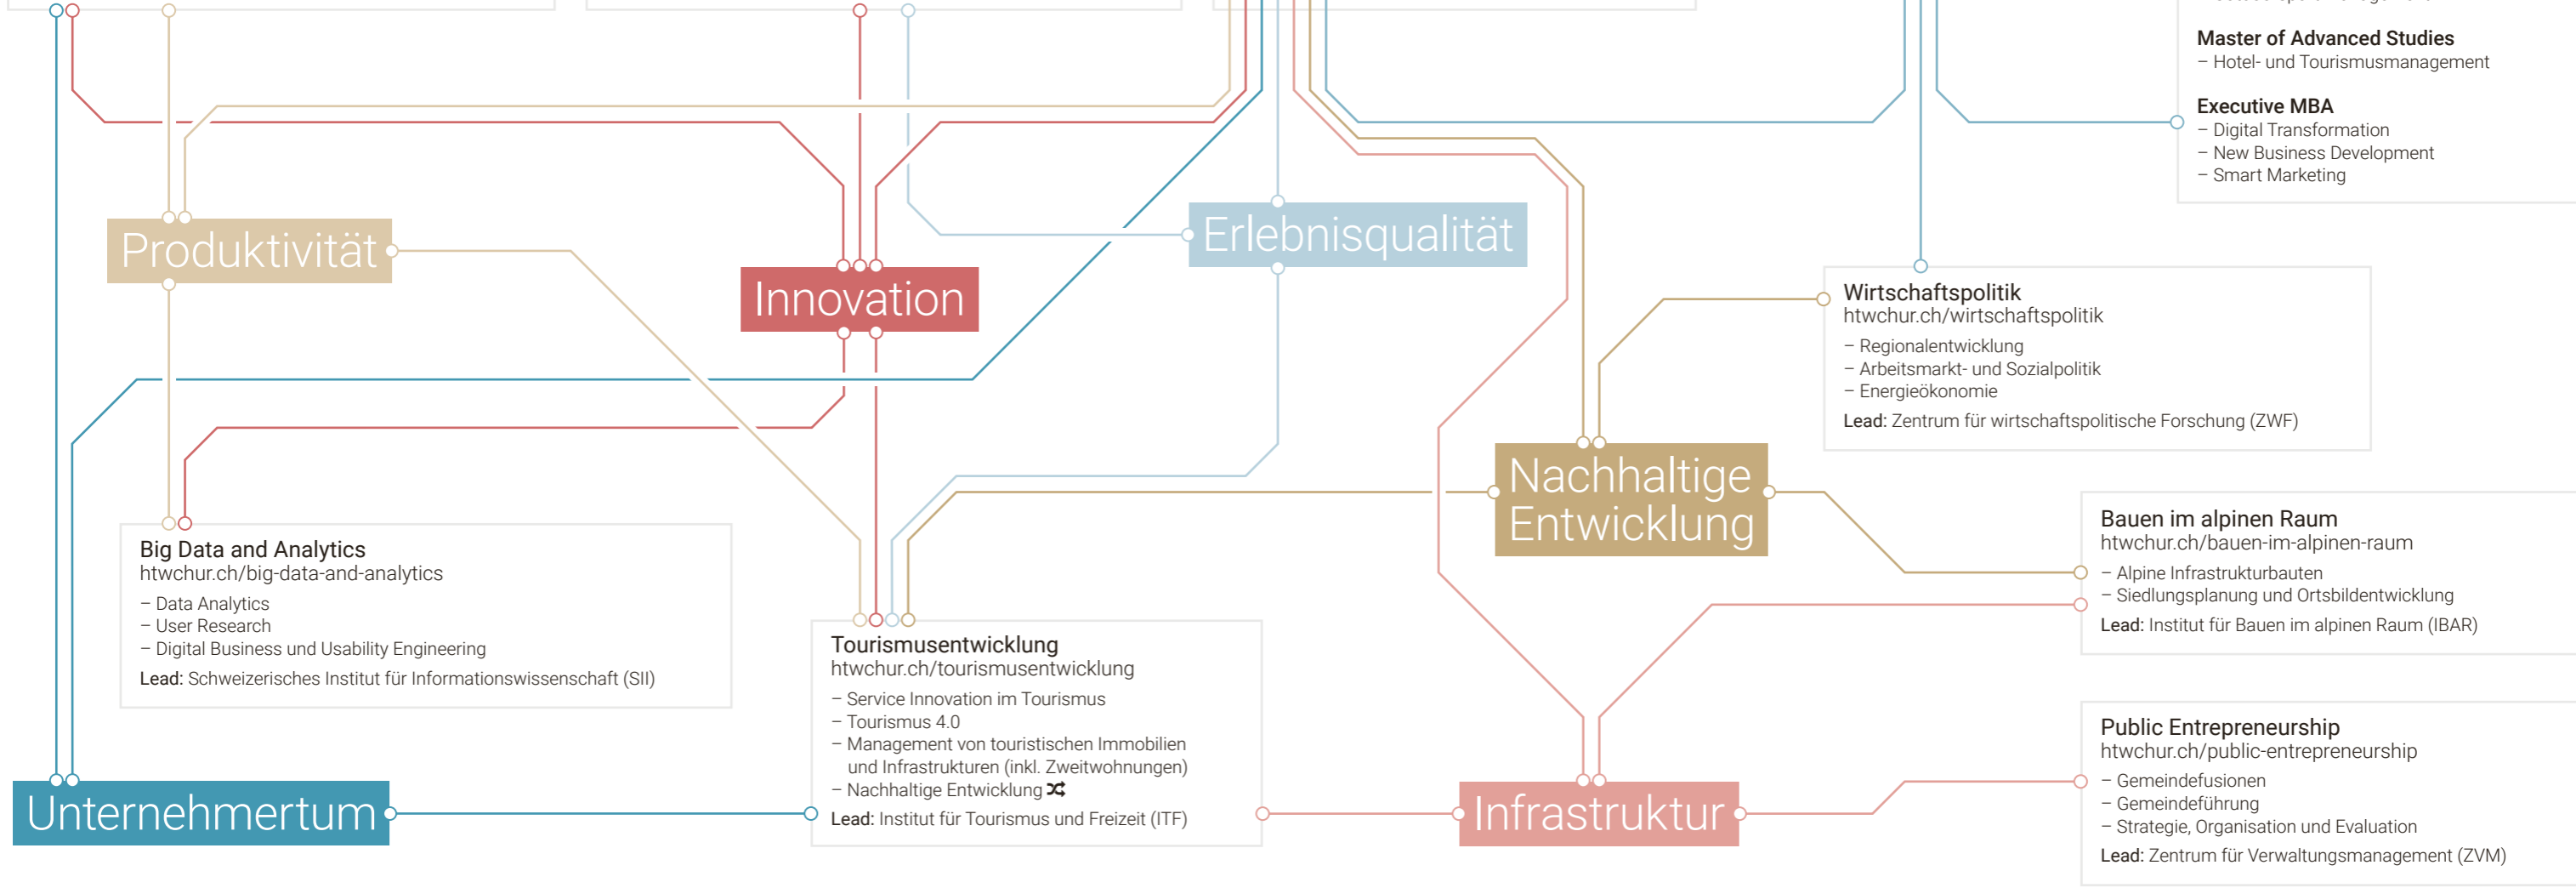 Master of Advanced Studies
– Hotel- und Tourismusmanagement
Executive MBA
– Digital Transformation
– New Business Development
– Smart Marketing
Produktivität
Erlebnisqualität
Innovation
Wirtschaftspolitik
htwchur.ch/wirtschaftspolitik
– Regionalentwicklung
– Arbeitsmarkt- und Sozialpolitik
– Energieökonomie
Lead: Zentrum für wirtschaftspolitische Forschung (ZWF)
Nachhaltige
Entwicklung
Big Data and Analytics
htwchur.ch/big-data-and-analytics
– Data Analytics
– User Research
– Digital Business und Usability Engineering
Lead: Schweizerisches Institut für Informationswissenschaft (SII)
Bauen im alpinen Raum
htwchur.ch/bauen-im-alpinen-raum
– Alpine Infrastrukturbauten
– Siedlungsplanung und Ortsbildentwicklung
Lead: Institut für Bauen im alpinen Raum (IBAR)
Tourismusentwicklung
htwchur.ch/tourismusentwicklung
– Service Innovation im Tourismus
– Tourismus 4.0
– Management von touristischen Immobilien
und Infrastrukturen (inkl. Zweitwohnungen)
– Nachhaltige Entwicklung
Lead: Institut für Tourismus und Freizeit (ITF)
Public Entrepreneurship
htwchur.ch/public-entrepreneurship
– Gemeindefusionen
– Gemeindeführung
– Strategie, Organisation und Evaluation
Lead: Zentrum für Verwaltungsmanagement (ZVM)
Unternehmertum
Infrastruktur